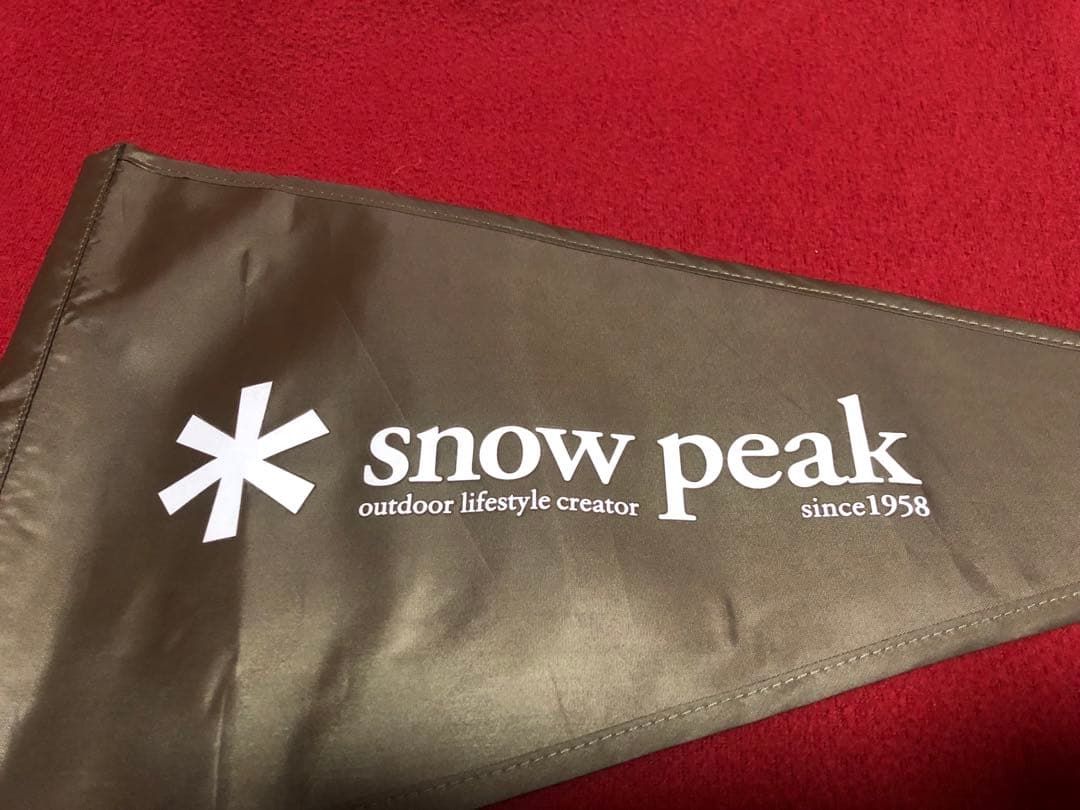 snow peak
outdoor lifestyle creator
since1958